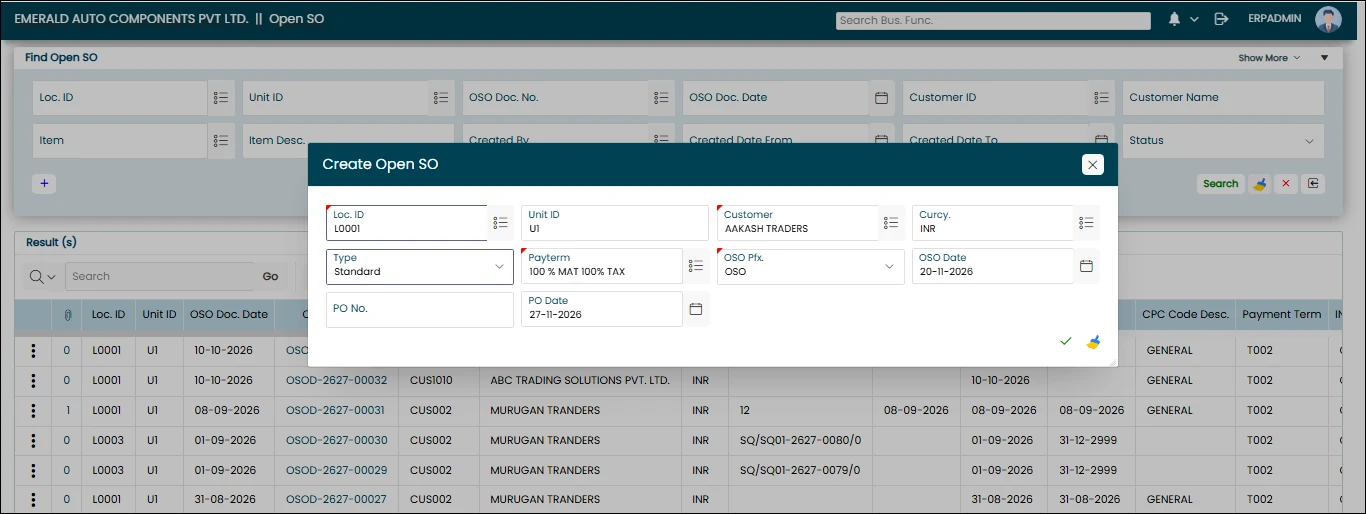 EMERALD AUTO COMPONENTS PVT LTD. || Open SO
Search Bus. Func.
ERPADMIN
Find Open SO
Show More
Loc. ID
Unit ID
OSO Doc. No.
OSO Doc. Date
Customer ID
Customer Name
Item
Item Desc.
Created By
Created Date From
Created Date To
Status
+
Search
Create Open SO
Loc. ID
L0001
Unit ID
U1
Customer
AAKASH TRADERS
Curcy.
INR
Type
Standard
Payterm
100 % MAT 100% TAX
OSO Pfx.
OSO
OSO Date
20-11-2026
PO No.
PO Date
27-11-2026
Result (s)
Search
Go
Loc. ID Unit ID OSO Doc. Date CPC Code Desc. Payment Term
0 L0001 U1 10-10-2026 GENERAL T002
0 L0001 U1 10-10-2026 OSOD-2627-00032 CUS1010 ABC TRADING SOLUTIONS PVT. LTD. INR 10-10-2026 GENERAL T002
1 L0001 U1 08-09-2026 OSOD-2627-00031 CUS002 MURUGAN TRANDERS INR 12 08-09-2026 08-09-2026 08-09-2026 GENERAL T002
0 L0003 U1 01-09-2026 OSOD-2627-00030 CUS002 MURUGAN TRANDERS INR SQ/SQ01-2627-0080/0 01-09-2026 31-12-2999 T002
0 L0003 U1 01-09-2026 OSOD-2627-00029 CUS002 MURUGAN TRANDERS INR SQ/SQ01-2627-0079/0 01-09-2026 31-12-2999 T002
0 L0001 U1 31-08-2026 OSOD-2627-00027 CUS002 MURUGAN TRANDERS INR 31-08-2026 31-08-2026 GENERAL T002